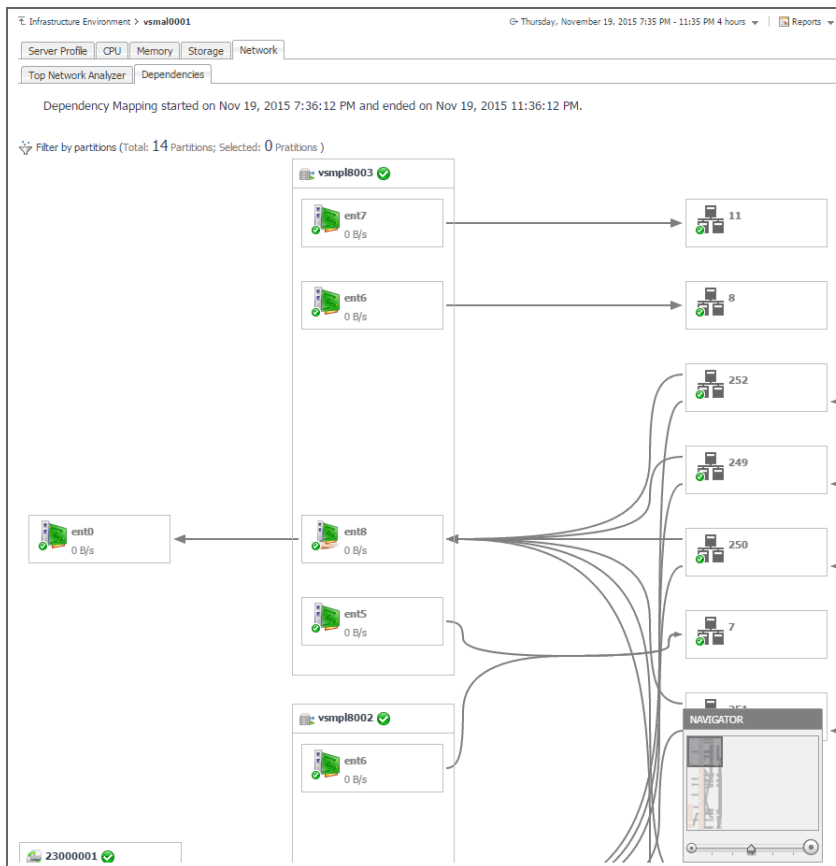 Infrastructure Environment > vsmal0001 Thursday, November 19, 2015 7:35 PM - 11:35 PM 4 hours Reports
Server Profile CPU Memory Storage Network
Top Network Analyzer Dependencies
Dependency Mapping started on Nov 19, 2015 7:36:12 PM and ended on Nov 19, 2015 11:36:12 PM.
Filter by partitions (Total: 14 Partitions; Selected: 0 Pratitions )
vsmpl8003
ent7
0 B/s
11
ent6
0 B/s
8
252
249
ent0
0 B/s
ent8
0 B/s
250
ent5
0 B/s
7
vsmpl8002
251
NAVIGATOR
ent6
0 B/s
23000001